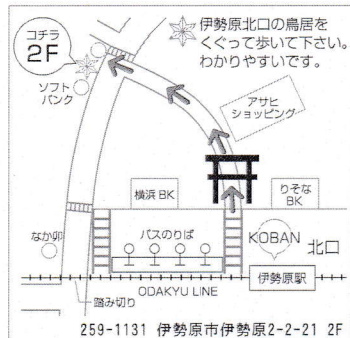 コチラ
2F
伊勢原北口の鳥居を
くぐって歩いて下さい。
わかりやすいです。
ソフト
バンク
アサヒ
ショッピング
横浜 BK
りそな
BK
なか卯
バスのりば
KOBAN
北口
伊勢原駅
踏み切り
ODAKYU LINE
259-1131 伊勢原市伊勢原2-2-21 2F